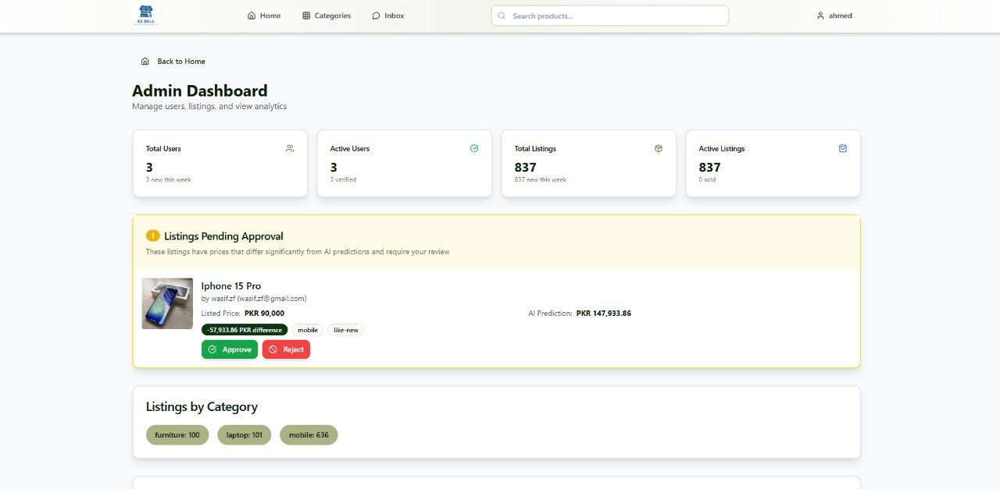 EZ SELL
Home
Categories
Inbox
Search products...
ahmed
Back to Home
Admin Dashboard
Manage users, listings, and view analytics
Total Users
3
3 new this week
Active Users
3
3 verified
Total Listings
837
837 new this week
Active Listings
837
0 sold
1 Listings Pending Approval
These listings have prices that differ significantly from AI predictions and require your review
Iphone 15 Pro
by wasif.zf (wasif.zf@gmail.com)
Listed Price: PKR 90,000
AI Prediction: PKR 147,933.86
-57,933.86 PKR difference
mobile
like-new
Approve
Reject
Listings by Category
furniture: 100
laptop: 101
mobile: 636